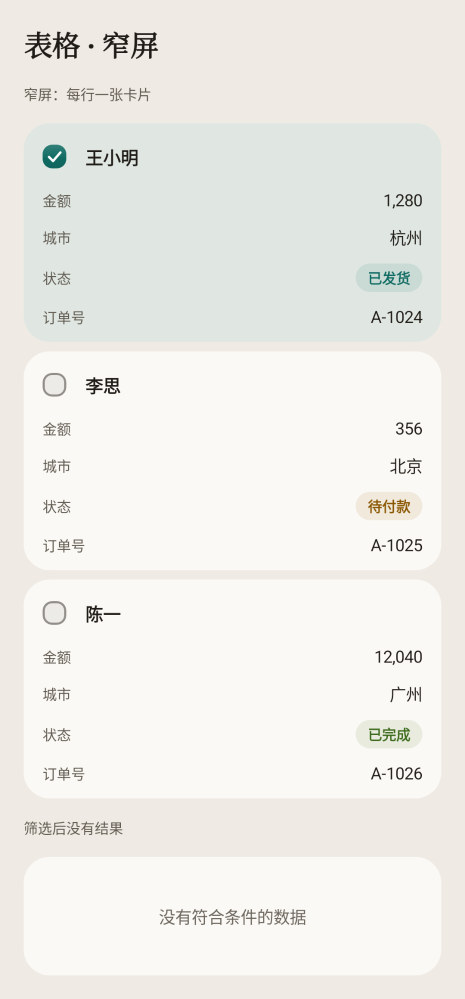 表格 · 窄屏
窄屏：每行一张卡片
王小明
金额 1,280
城市 杭州
状态 已发货
订单号 A-1024
李思
金额 356
城市 北京
状态 待付款
订单号 A-1025
陈一
金额 12,040
城市 广州
状态 已完成
订单号 A-1026
筛选后没有结果
没有符合条件的数据